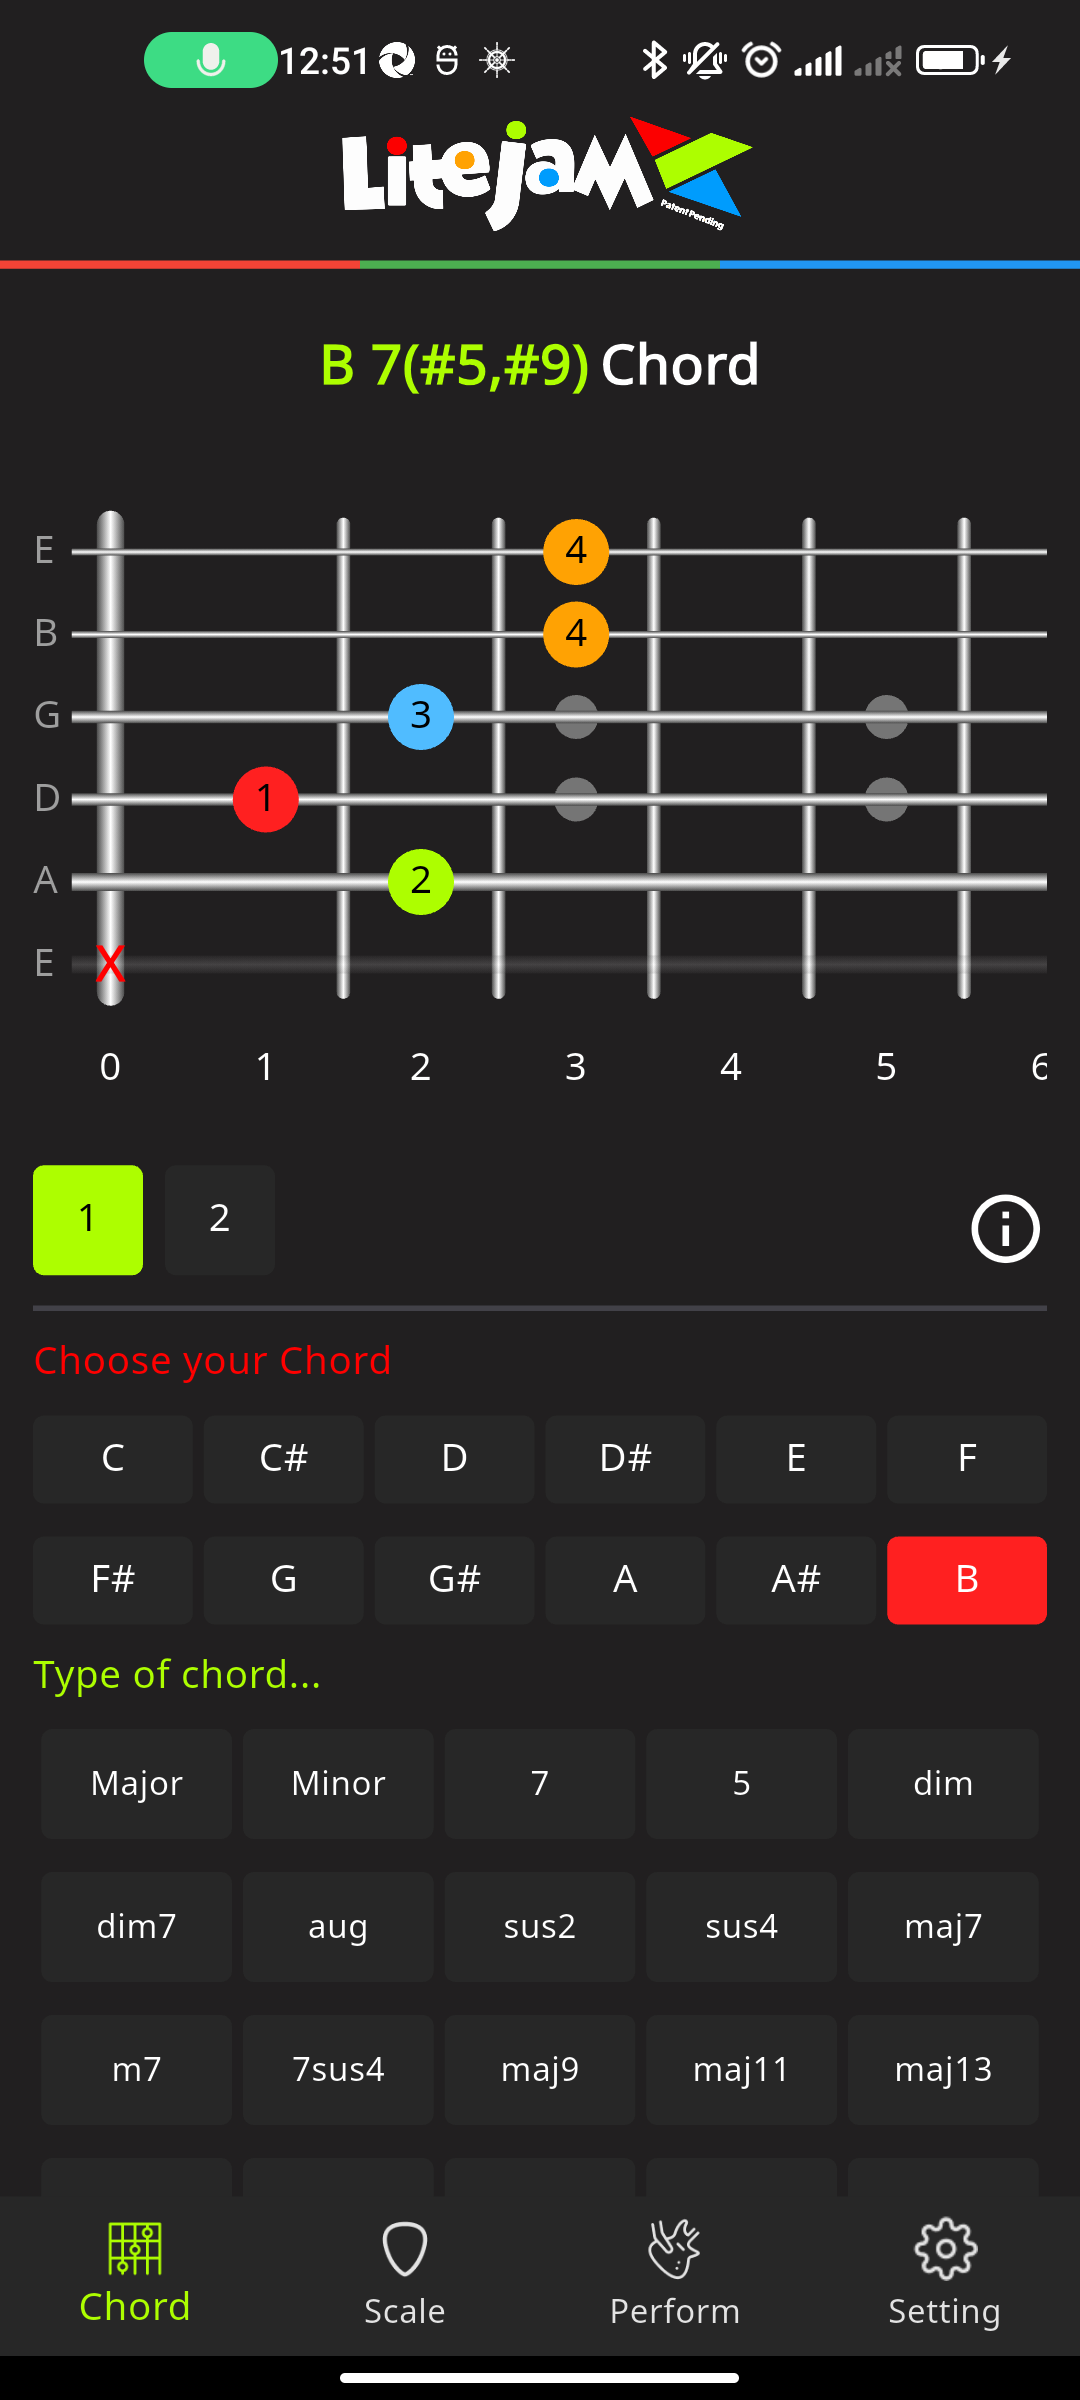 12:51
Litejam
Patent Pending
B 7(#5,#9) Chord
E 4
B 4
G 3
D 1
A 2
E X
0 1 2 3 4 5 6
1 2
Choose your Chord
C C# D D# E F
F# G G# A A# B
Type of chord...
Major Minor 7 5 dim
dim7 aug sus2 sus4 maj7
m7 7sus4 maj9 maj11 maj13
Chord Scale Perform Setting